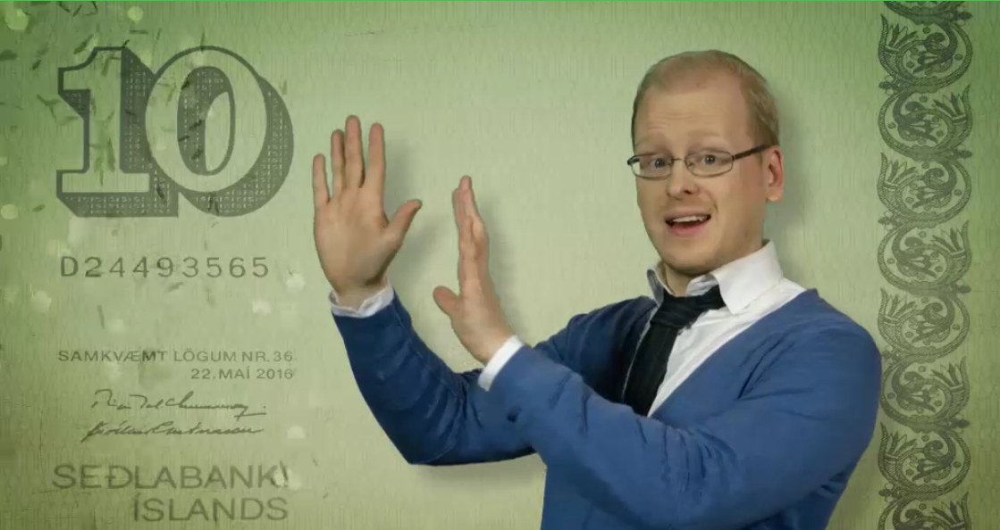 10
D24493565
SAMKVÆMT LÖGUM NR. 36
22. MAÍ 2016
SEÐLABANKI
ÍSLANDS